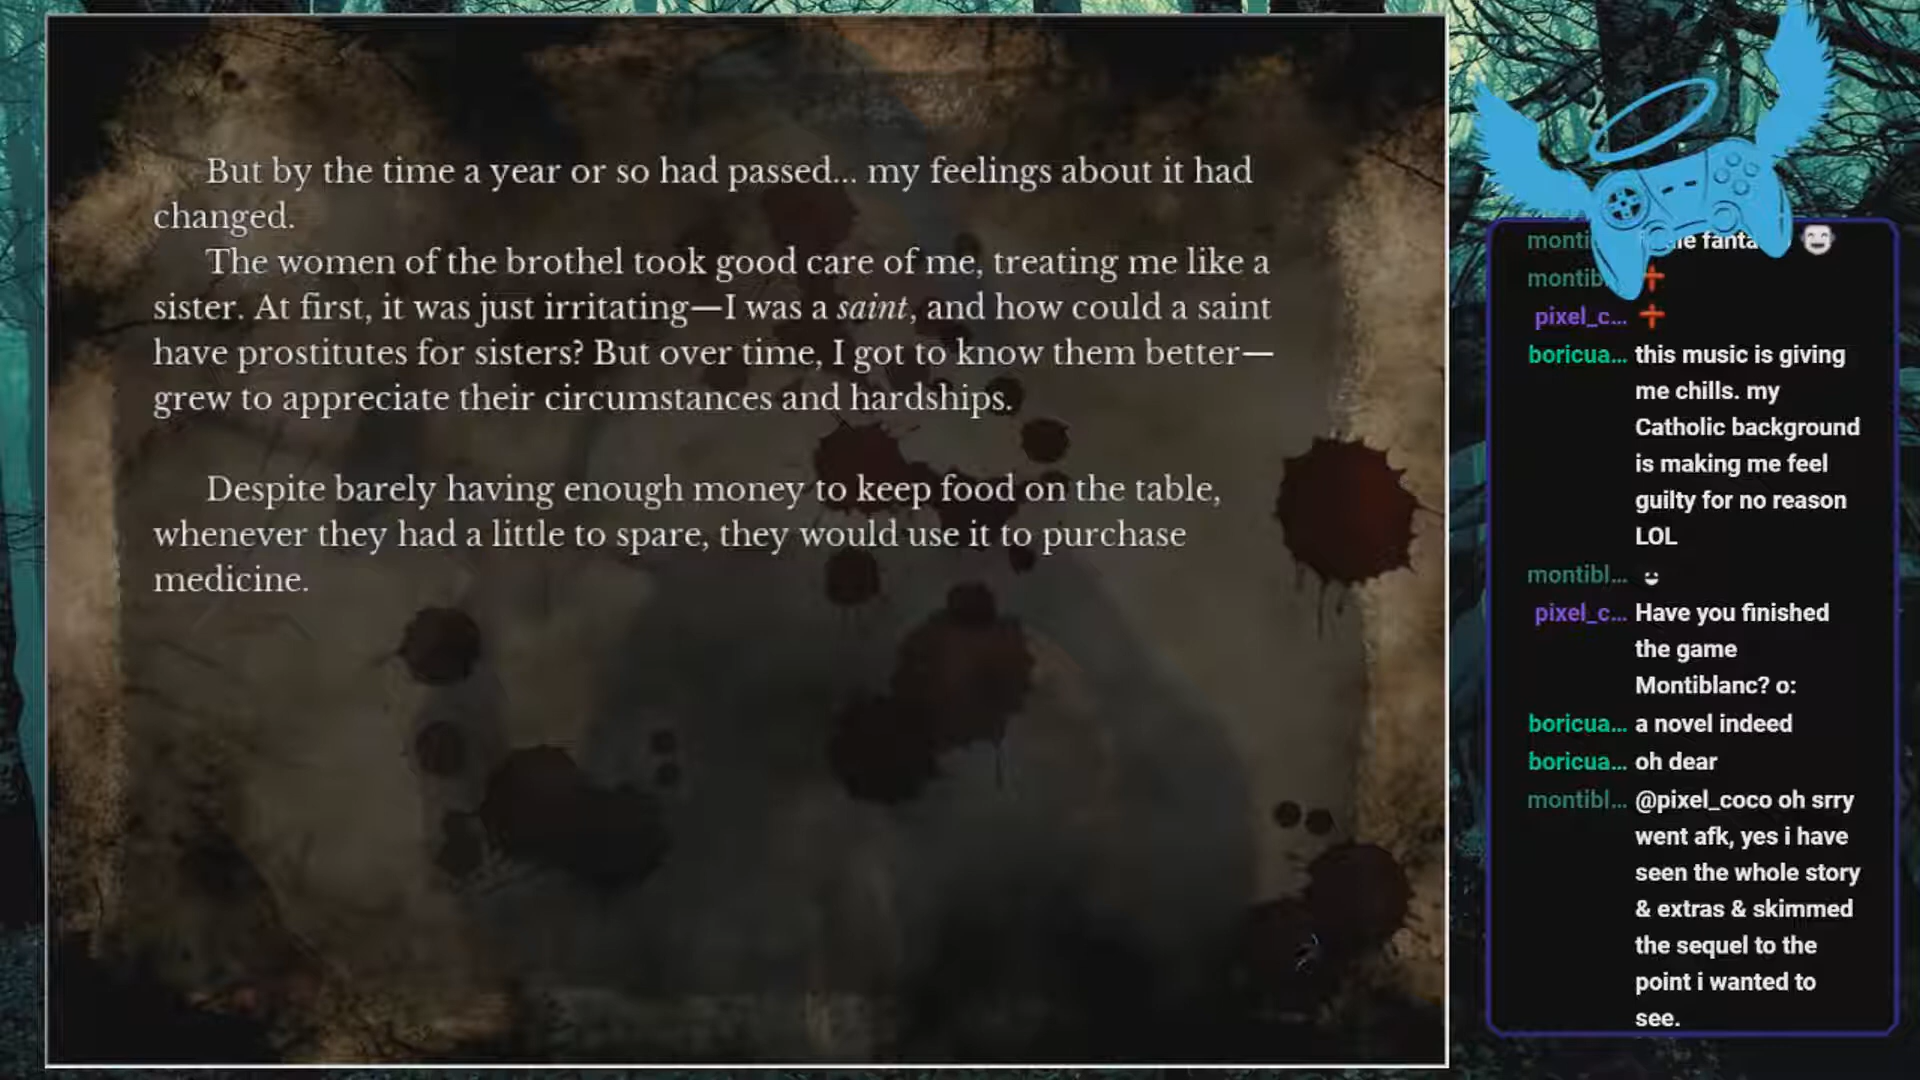 But by the time a year or so had passed... my feelings about it had
changed.
The women of the brothel took good care of me, treating me like a
sister. At first, it was just irritating—I was a saint, and how could a saint
have prostitutes for sisters? But over time, I got to know them better—
grew to appreciate their circumstances and hardships.
Despite barely having enough money to keep food on the table,
whenever they had a little to spare, they would use it to purchase
medicine.
monti
montib
pixel_c...
boricua... this music is giving
me chills. my
Catholic background
is making me feel
guilty for no reason
LOL
montibl...
pixel_c... Have you finished
the game
Montiblanc? o:
boricua... a novel indeed
boricua... oh dear
montibl... @pixel_coco oh srry
went afk, yes i have
seen the whole story
& extras & skimmed
the sequel to the
point i wanted to
see.